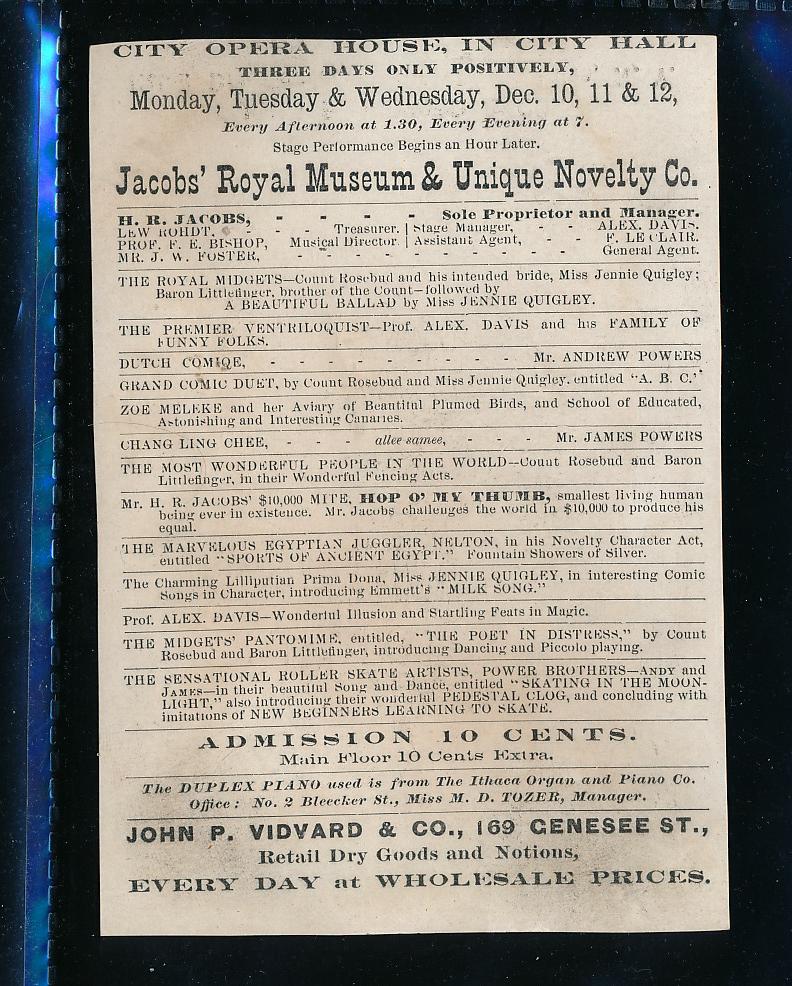 CITY OPERA HOUSE, IN CITY HALL
THREE DAYS ONLY POSITIVELY,
Monday, Tuesday & Wednesday, Dec. 10, 11 & 12,
Every Afternoon at 1.30, Every Evening at 7.
Stage Performance Begins an Hour Later.
Jacobs' Royal Museum & Unique Novelty Co.
H. R. JACOBS, - - - - Sole Proprietor and Manager.
LEW ROHDT, - - - Treasurer. | Stage Manager, - - ALEX. DAVIS.
PROF. F. E. BISHOP, Musical Director. | Assistant Agent, - - F. LE CLAIR.
MR. J. W. FOSTER, - - - - - - - - - General Agent.
THE ROYAL MIDGETS—Count Rosebud and his intended bride, Miss Jennie Quigley;
Baron Littlefinger, brother of the Count—followed by
A BEAUTIFUL BALLAD by Miss JENNIE QUIGLEY.
THE PREMIER VENTRILOQUIST—Prof. ALEX. DAVIS and his FAMILY OF
FUNNY FOLKS.
DUTCH COMIQE, - - - - - - - - - Mr. ANDREW POWERS
GRAND COMIC DUET, by Count Rosebud and Miss Jennie Quigley, entitled "A. B. C."
ZOE MELEKE and her Aviary of Beautiful Plumed Birds, and School of Educated,
Astonishing and Interesting Canaries.
CHANG LING CHEE, - - - allee samee, - - - Mr. JAMES POWERS
THE MOST WONDERFUL PEOPLE IN THE WORLD—Count Rosebud and Baron
Littlefinger, in their Wonderful Fencing Acts.
Mr. H. R. JACOBS' $10,000 MITE, HOP O' MY THUMB, smallest living human
being ever in existence. Mr. Jacobs challenges the world in $10,000 to produce his
equal.
THE MARVELOUS EGYPTIAN JUGGLER, NELTON, in his Novelty Character Act,
entitled "SPORTS OF ANCIENT EGYPT." Fountain Showers of Silver.
The Charming Lilliputian Prima Dona, Miss JENNIE QUIGLEY, in interesting Comic
Songs in Character, introducing Emmett's "MILK SONG."
Prof. ALEX. DAVIS—Wonderful Illusion and Startling Feats in Magic.
THE MIDGETS' PANTOMIME, entitled, "THE POET IN DISTRESS," by Count
Rosebud and Baron Littlefinger, introducing Dancing and Piccolo playing.
THE SENSATIONAL ROLLER SKATE ARTISTS, POWER BROTHERS—ANDY and
JAMES—in their beautiful Song and Dance, entitled "SKATING IN THE MOON-
LIGHT," also introducing their wonderful PEDESTAL CLOG, and concluding with
imitations of NEW BEGINNERS LEARNING TO SKATE.
ADMISSION 10 CENTS.
Main Floor 10 Cents Extra.
The DUPLEX PIANO used is from The Ithaca Organ and Piano Co.
Office: No. 2 Bleecker St., Miss M. D. TOZER, Manager.
JOHN P. VIDVARD & CO., 169 GENESEE ST.,
Retail Dry Goods and Notions,
EVERY DAY at WHOLESALE PRICES.